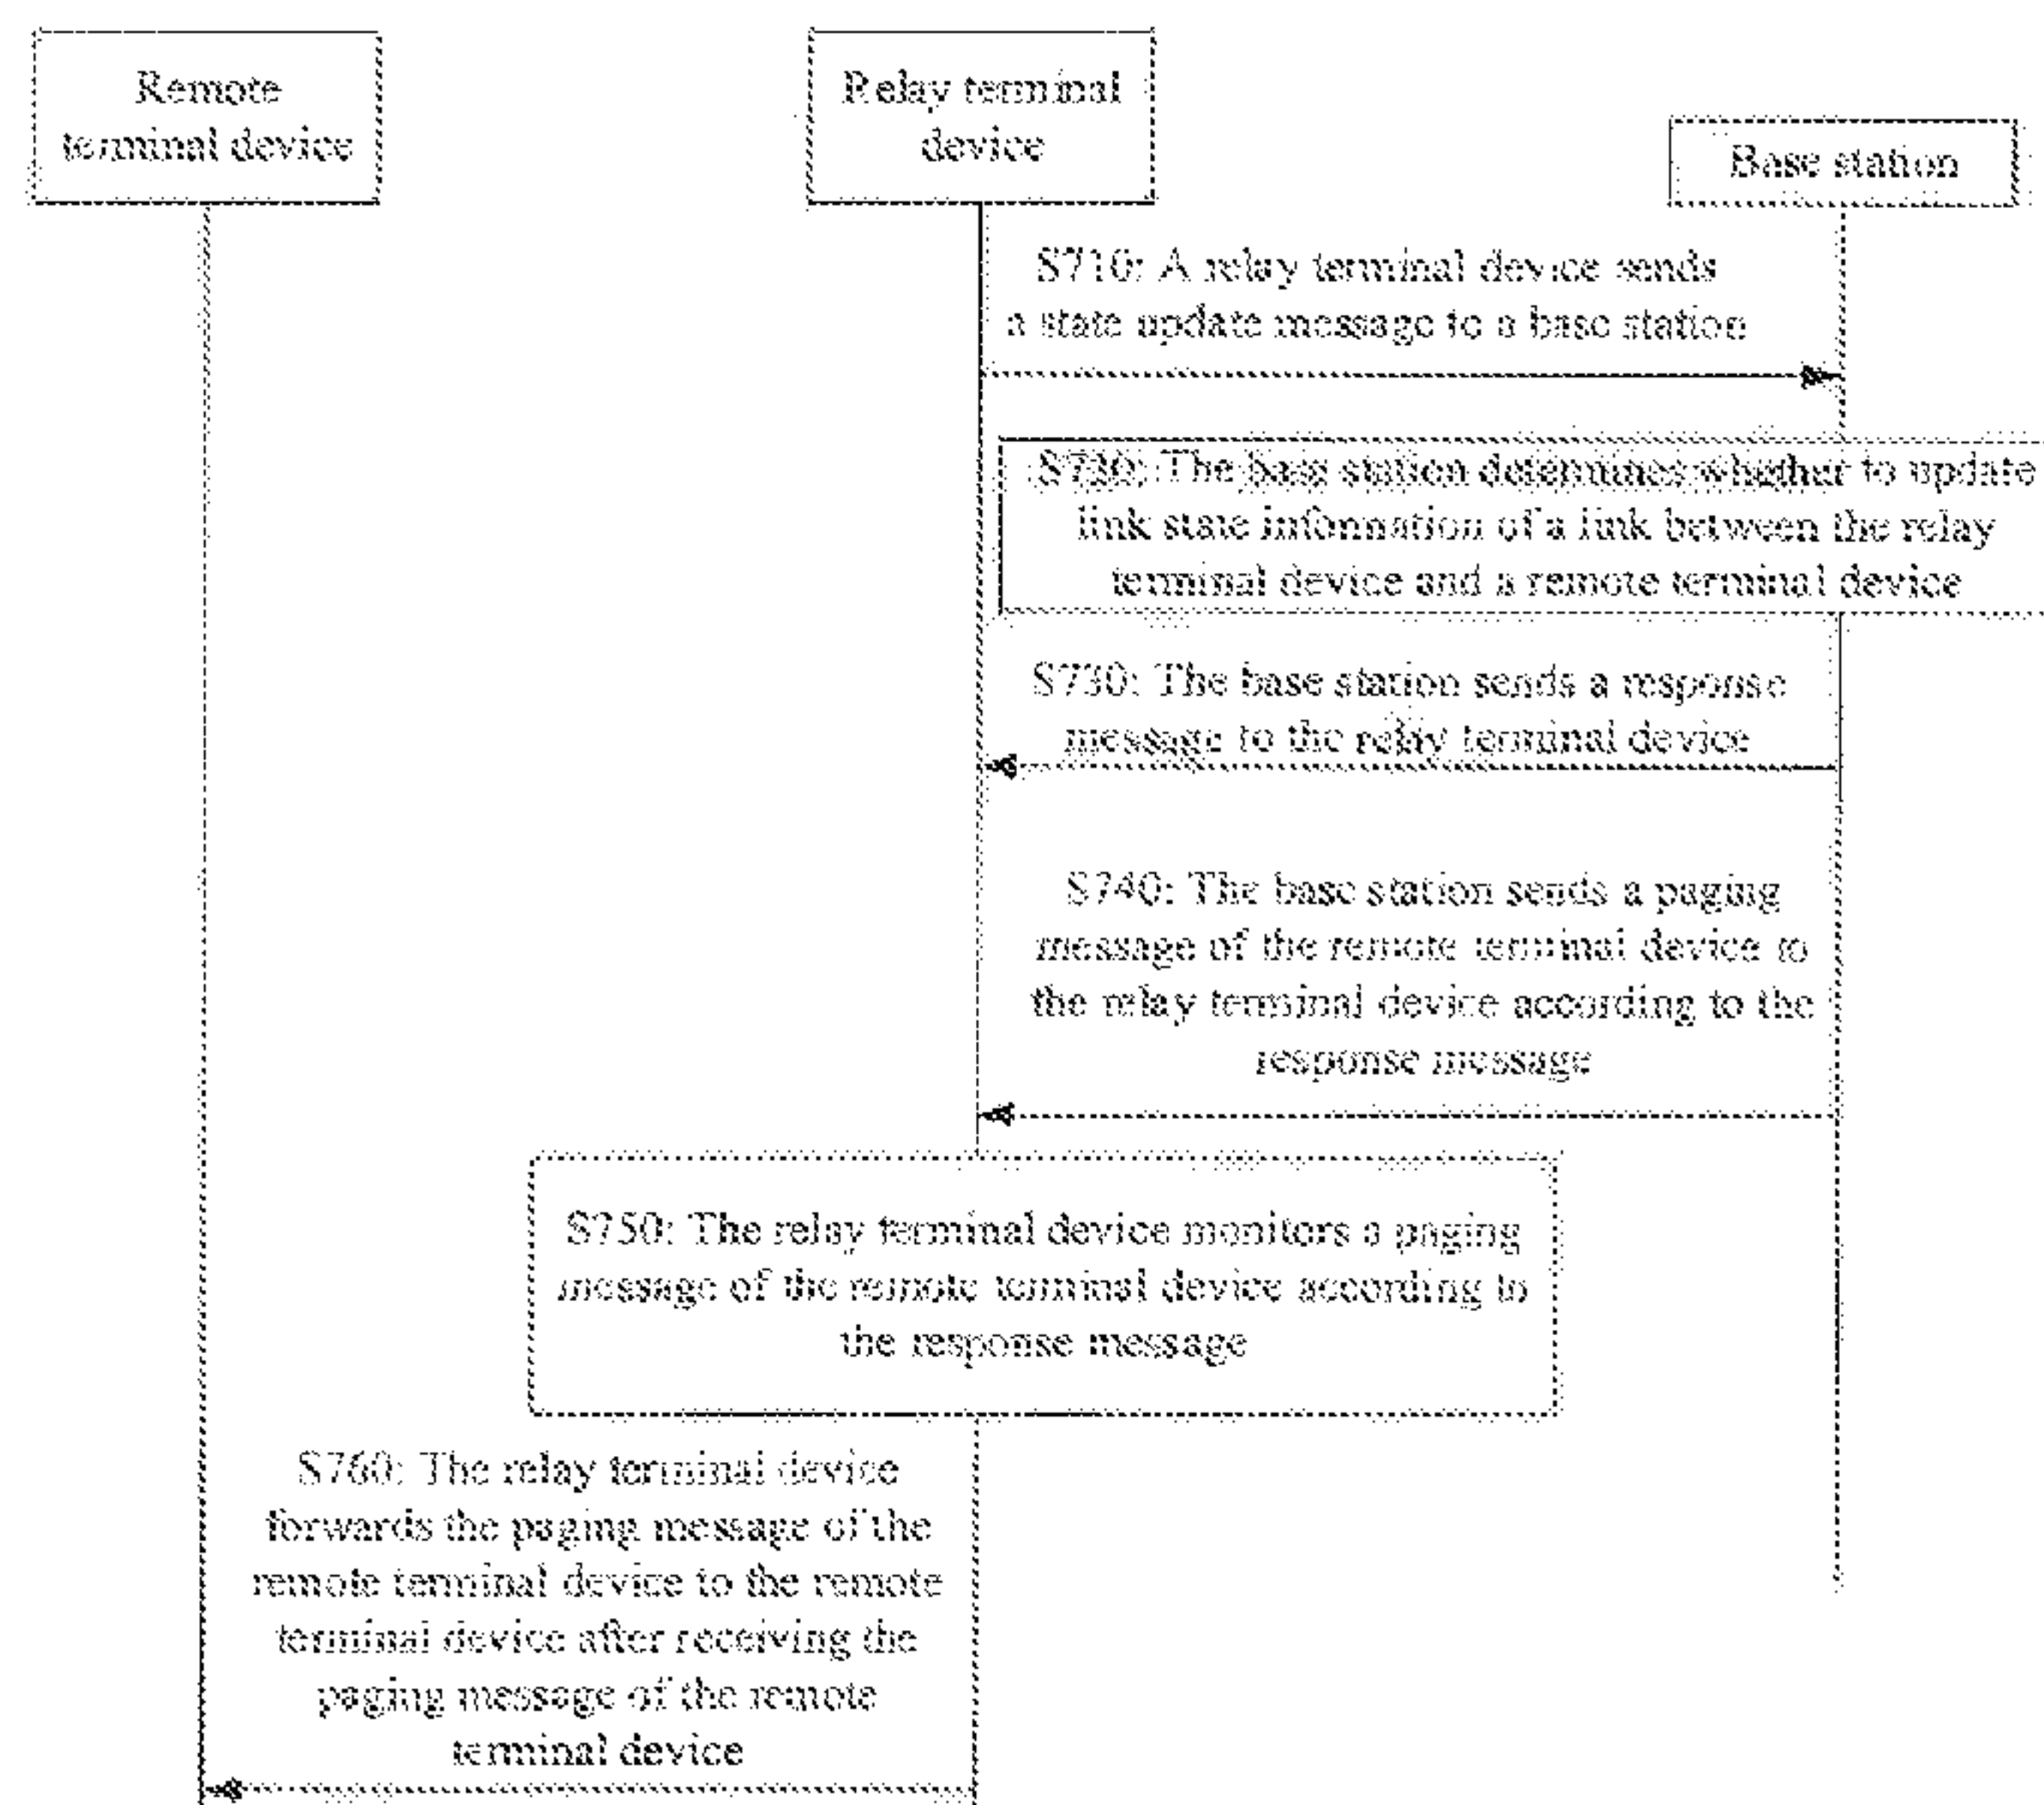 Remote
terminal device
Relay terminal
device
Base station
S710: A relay terminal device sends
a state update message to a base station
The base station determines whether to update
link state information of a link between the relay
terminal device and a remote terminal device
S730: The base station sends a response
message to the relay terminal device
S740: The base station sends a paging
message of the remote terminal device to
the relay terminal device according to the
response message
S750: The relay terminal device monitors a paging
message of the remote terminal device according to
the response message
S760: The relay terminal device
forwards the paging message of the
remote terminal device to the remote
terminal device after receiving the
paging message of the remote
terminal device